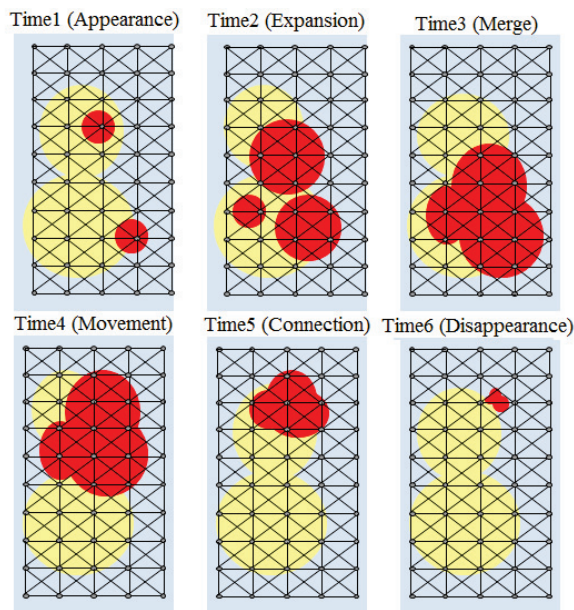 Time1 (Appearance)
Time2 (Expansion)
Time3 (Merge)
Time4 (Movement)
Time5 (Connection)
Time6 (Disappearance)